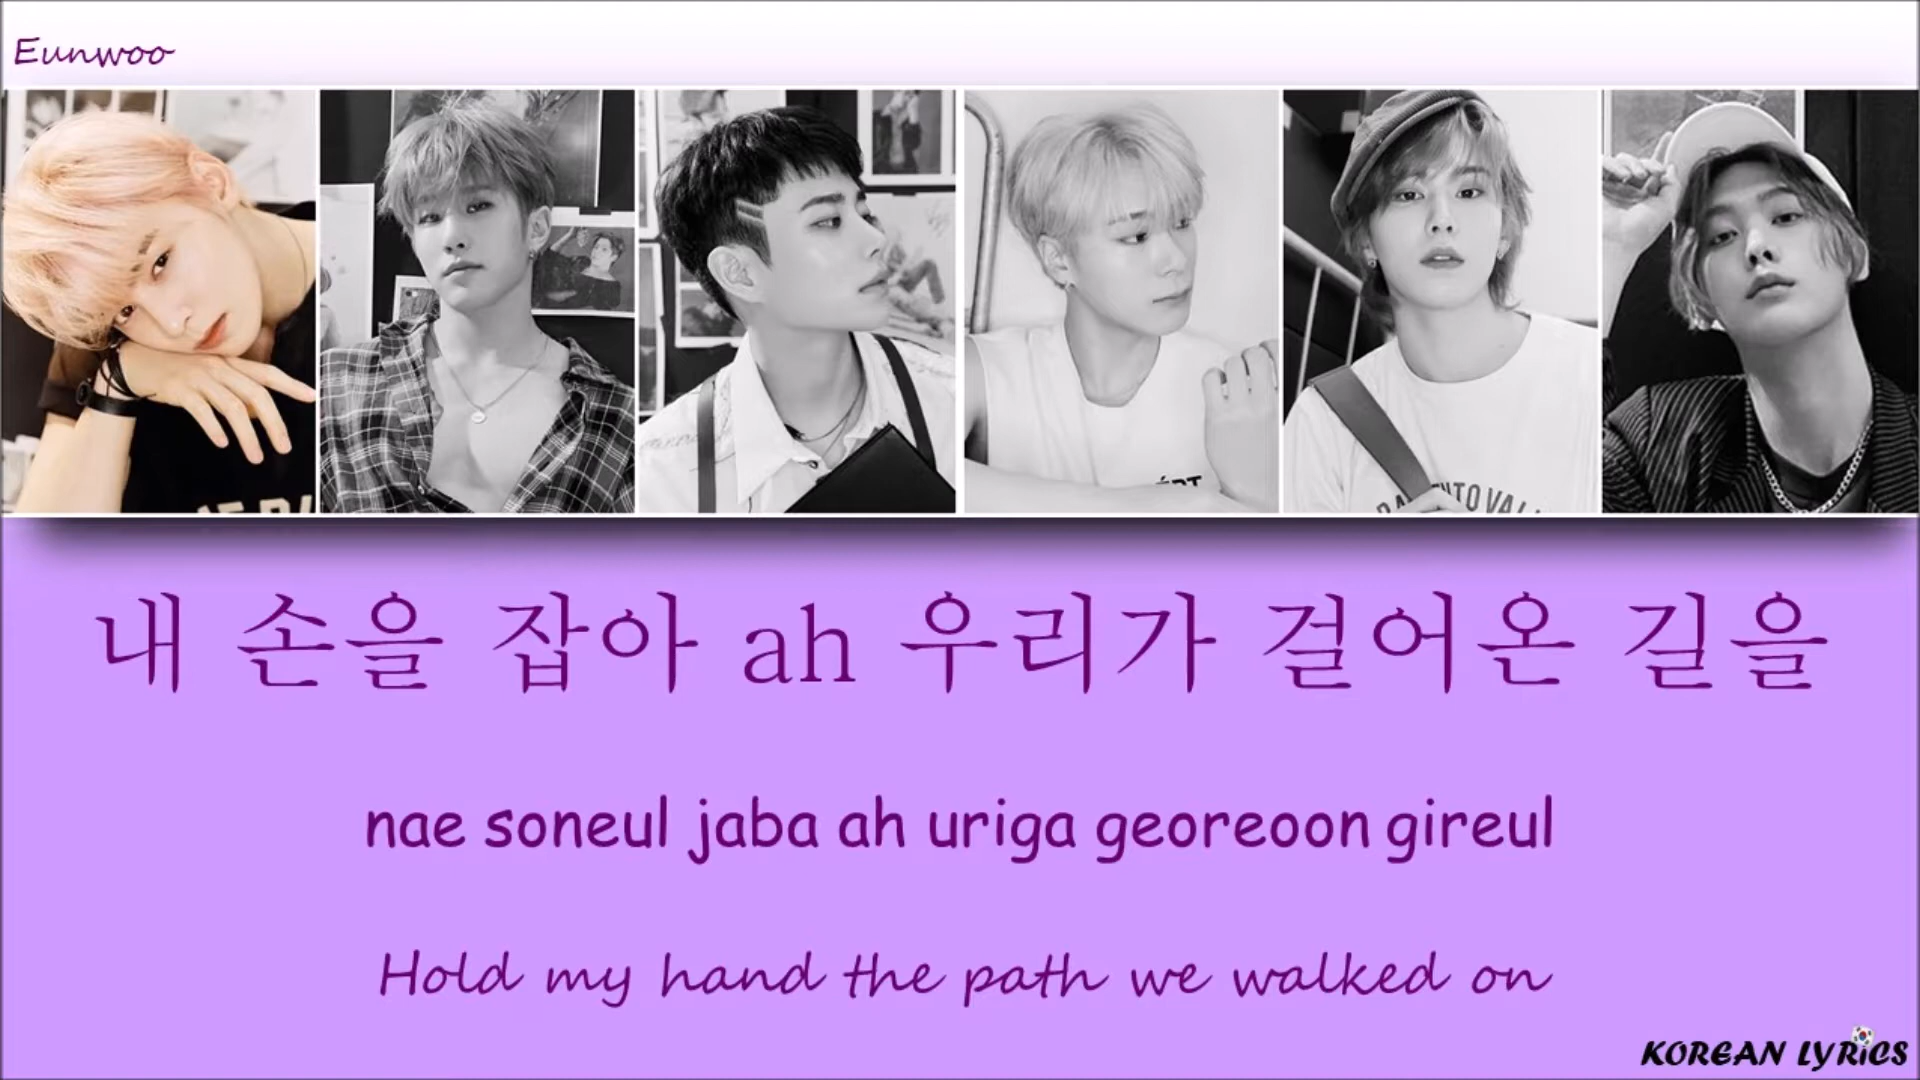 Eunwoo
내 손을 잡아 ah 우리가 걸어온 길을
nae soneul jaba ah uriga georeoon gireul
Hold my hand the path we walked on
KOREAN LYRICS